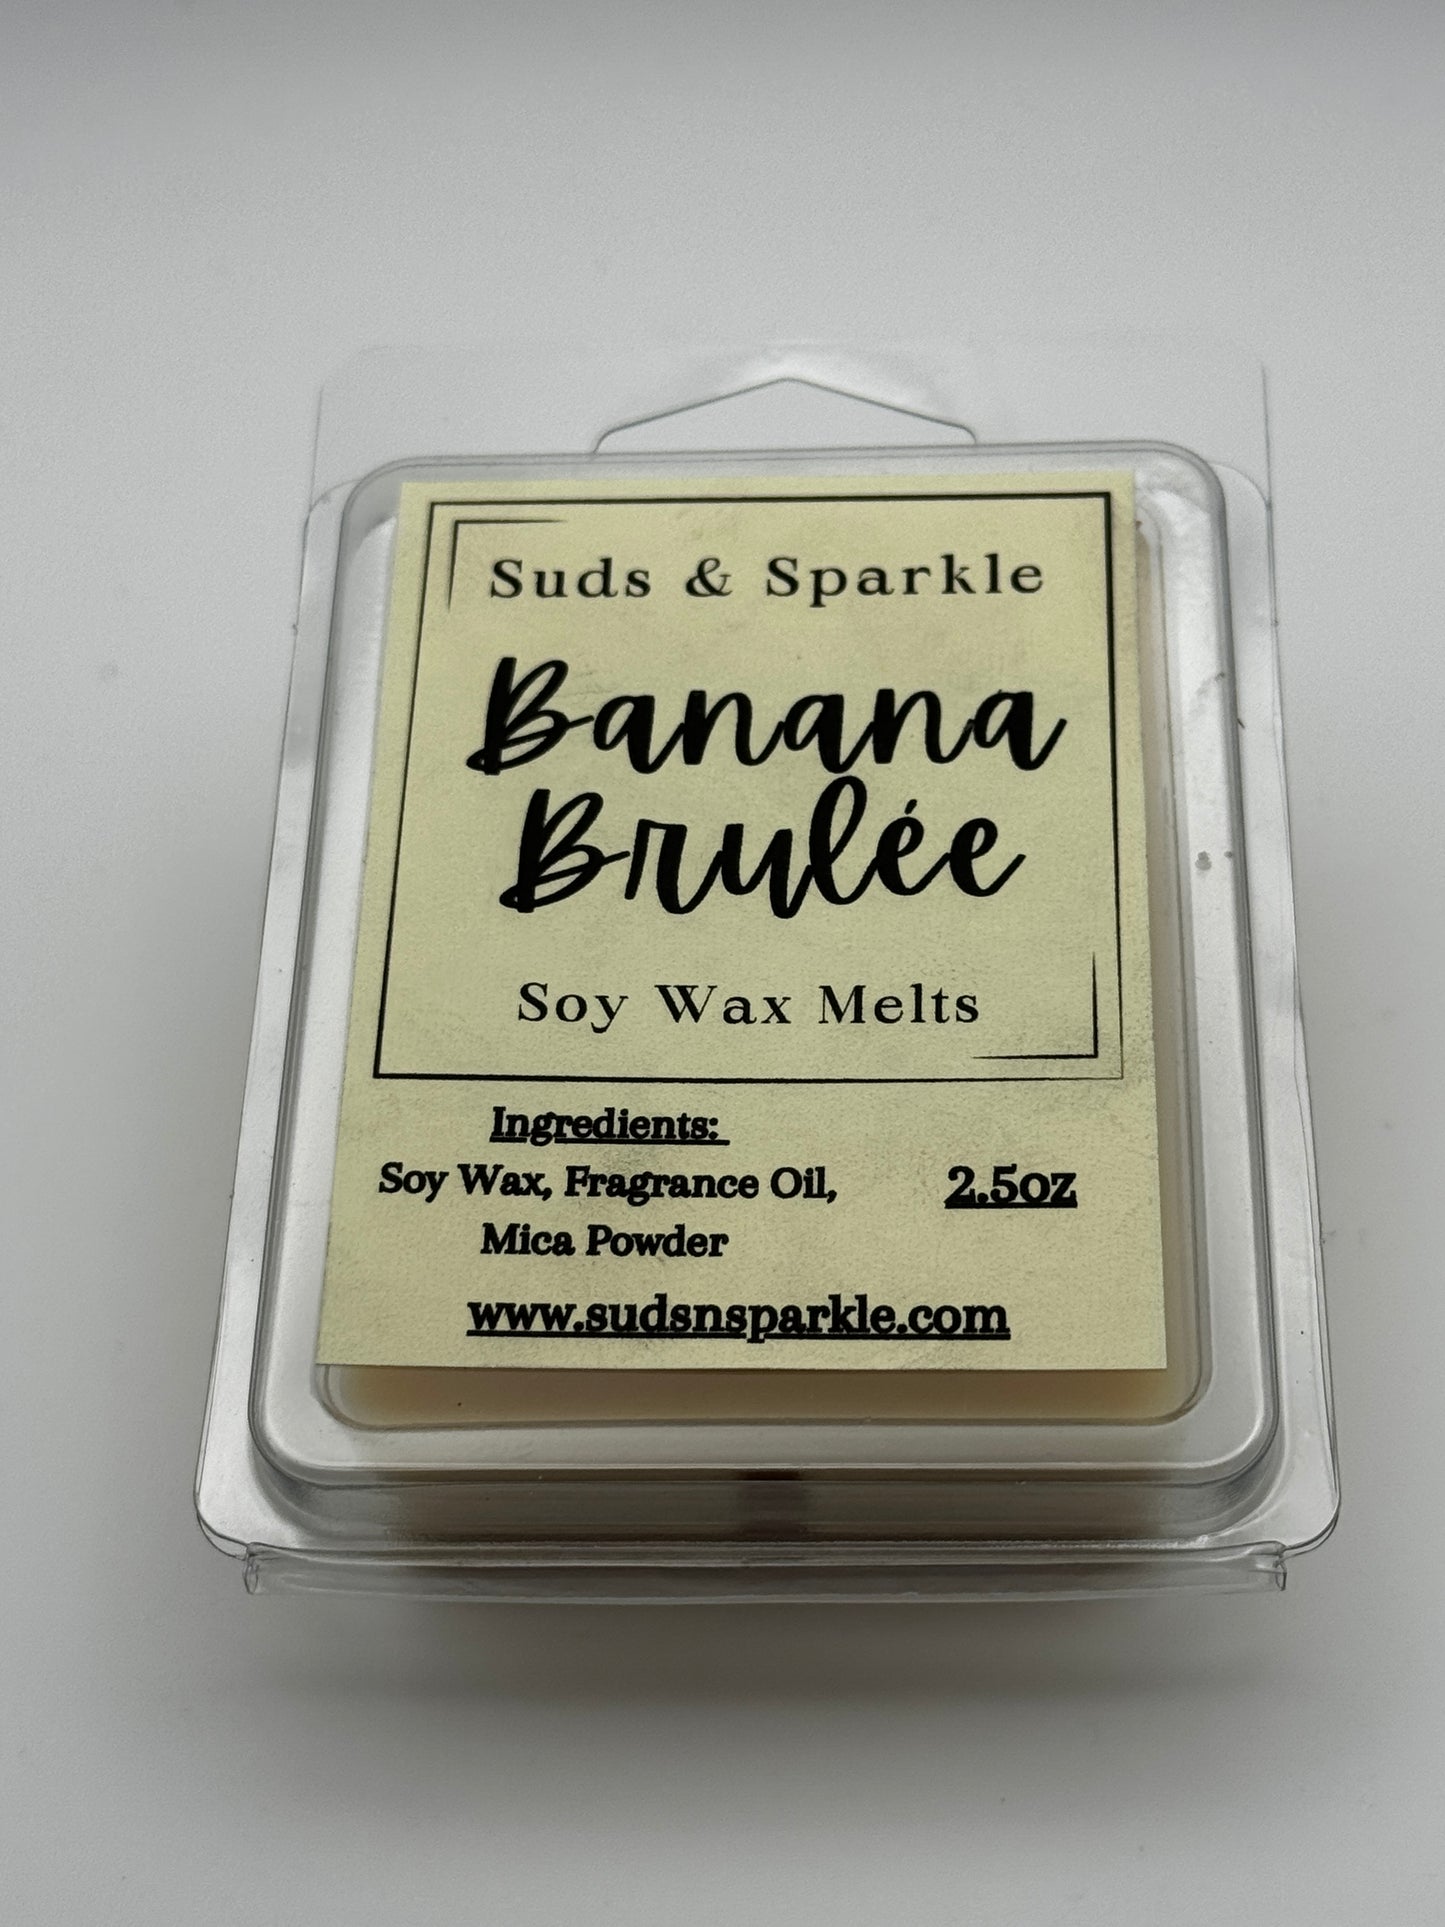 Suds & Sparkle
Banana
Brulée
Soy Wax Melts
Ingredients:
Soy Wax, Fragrance Oil,
Mica Powder
2.5oz
www.sudsnsparkle.com